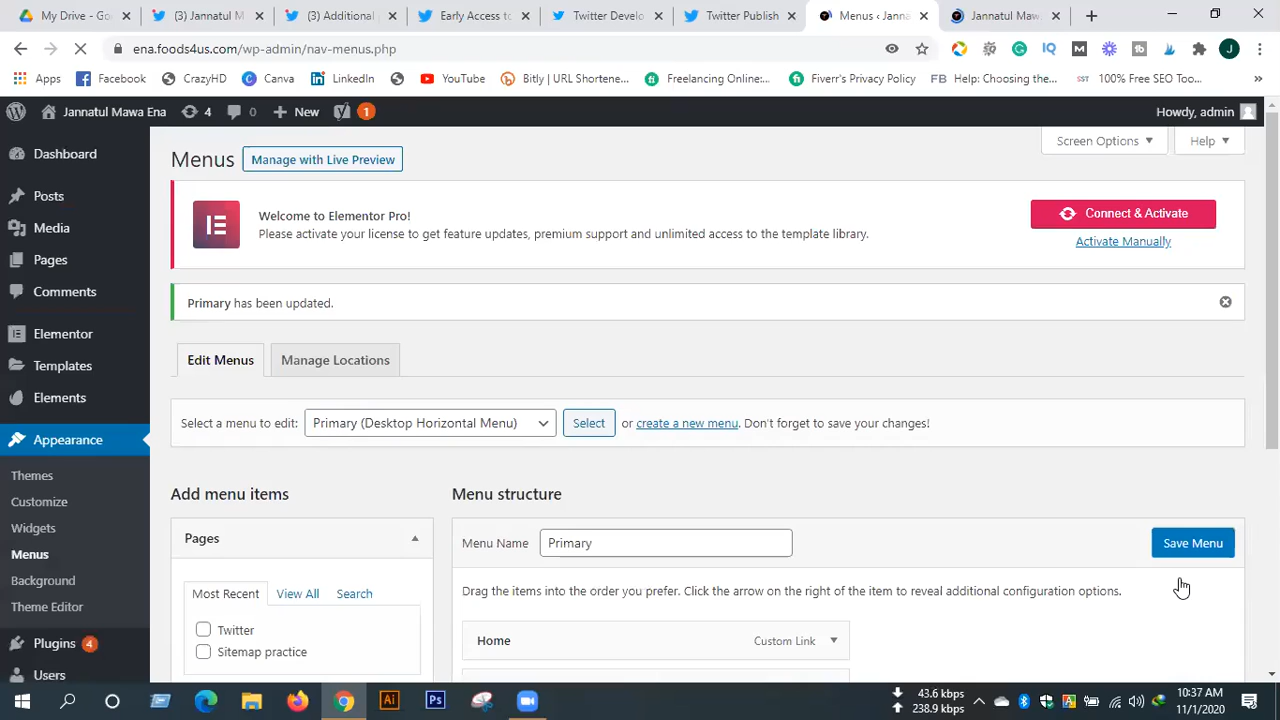 My Drive - Goo
(3) Jannatul M
(3) Additional
Early Access to
Twitter Develo
Twitter Publish
Menus ‹ Janna
Jannatul Maw
ena.foods4us.com/wp-admin/nav-menus.php
Apps
Facebook
CrazyHD
Canva
LinkedIn
YouTube
Bitly | URL Shortene...
Freelancing Online:...
Fiverr's Privacy Policy
FB Help: Choosing the...
SST 100% Free SEO Too...
Jannatul Mawa Ena
4
0
New
1
Howdy, admin
Dashboard
Posts
Media
Pages
Comments
Elementor
Templates
Elements
Appearance
Themes
Customize
Widgets
Menus
Background
Theme Editor
Plugins 4
Users
Menus
Manage with Live Preview
Screen Options
Help
Welcome to Elementor Pro!
Please activate your license to get feature updates, premium support and unlimited access to the template library.
Connect & Activate
Activate Manually
Primary has been updated.
Edit Menus
Manage Locations
Select a menu to edit: Primary (Desktop Horizontal Menu) Select or create a new menu. Don't forget to save your changes!
Add menu items
Menu structure
Pages
Menu Name Primary
Save Menu
Most Recent View All Search
Drag the items into the order you prefer. Click the arrow on the right of the item to reveal additional configuration options.
Twitter
Sitemap practice
Home
Custom Link
43.6 kbps
238.9 kbps
10:37 AM
11/1/2020